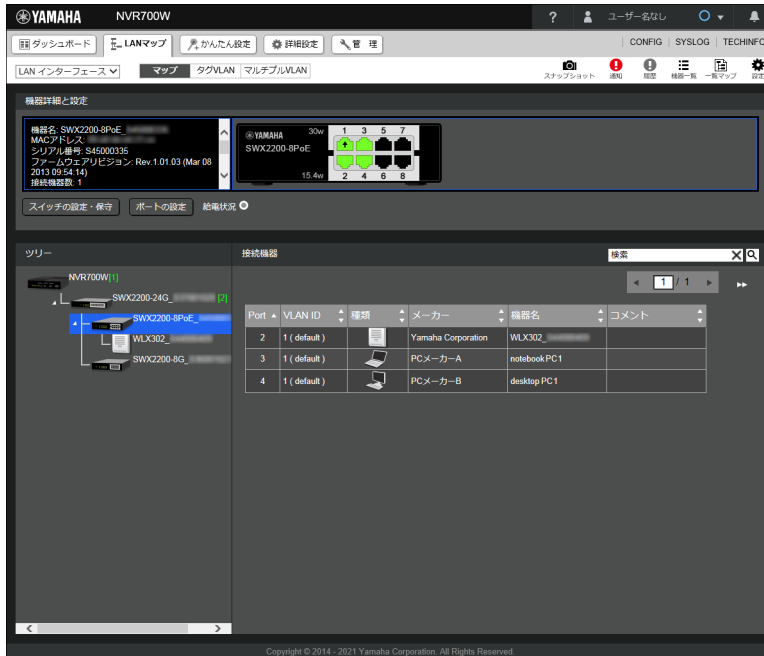 YAMAHA NVR700W ? ユーザー名なし
ダッシュボード LANマップ かんたん設定 詳細設定 管 理 | CONFIG | SYSLOG | TECHINFO
LAN インターフェース マップ タグVLAN マルチプルVLAN スナップショット 通知 履歴 機器一覧 一覧マップ 設定
機器詳細と設定
機器名: SWX2200-8PoE_
MACアドレス:
シリアル番号: S45000335
ファームウェアリビジョン: Rev.1.01.03 (Mar 08
2013 09:54:14)
接続機器数: 1
YAMAHA 30w 1 3 5 7
SWX2200-8PoE
15.4w 2 4 6 8
スイッチの設定・保守 ポートの設定 給電状況
ツリー
NVR700W[1]
SWX2200-24G_ [2]
SWX2200-8PoE_
WLX302_
SWX2200-8G_
接続機器 検索
1 / 1
Port VLAN ID 種類 メーカー 機器名 コメント
2 1 ( default ) Yamaha Corporation WLX302_
3 1 ( default ) PCメーカーA notebook PC1
4 1 ( default ) PCメーカーB desktop PC1
Copyright © 2014 - 2021 Yamaha Corporation. All Rights Reserved.